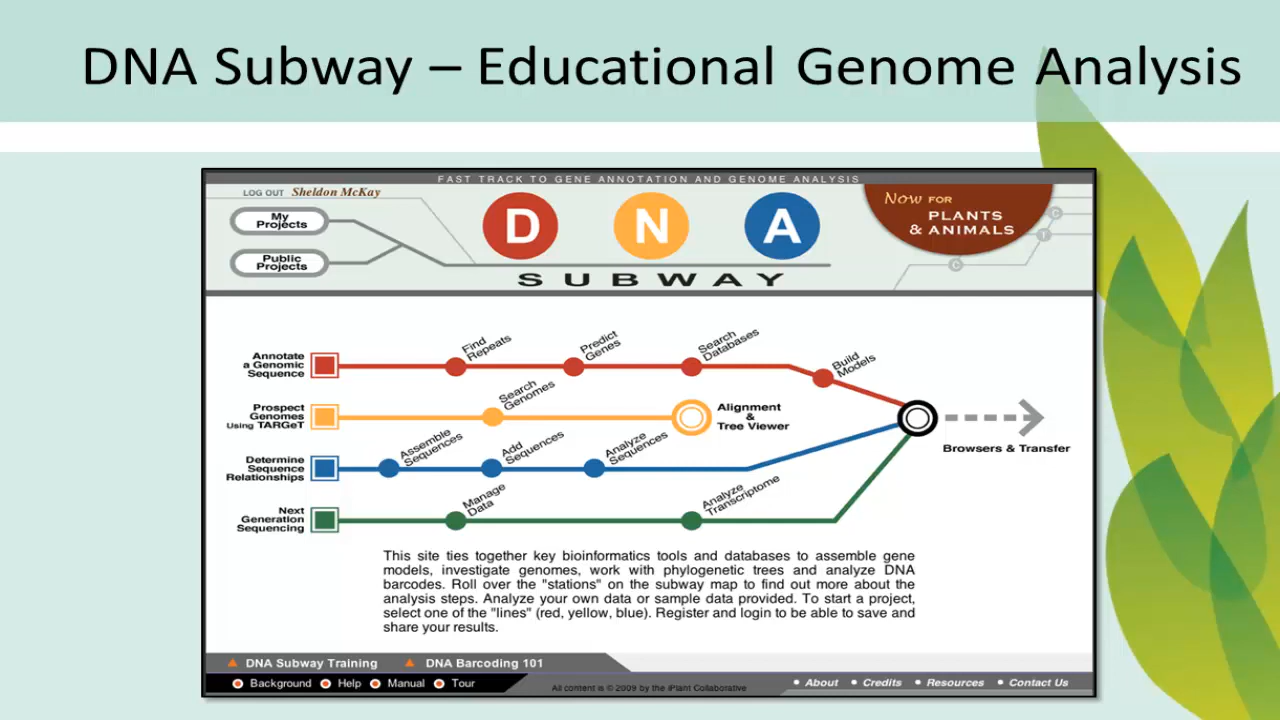 DNA Subway – Educational Genome Analysis
FAST TRACK TO GENE ANNOTATION AND GENOME ANALYSIS
LOG OUT Sheldon McKay
My
Projects
Public
Projects
D N A
SUBWAY
Now FOR
PLANTS
& ANIMALS
C
T
C
Annotate
a Genomic
Sequence
Find
Repeats
Predict
Genes
Search
Databases
Build
Models
Prospect
Genomes
Using TARGeT
Search
Genomes
Alignment
&
Tree Viewer
Browsers & Transfer
Determine
Sequence
Relationships
Assemble
Sequences
Add
Sequences
Analyze
Sequences
Next
Generation
Sequencing
Manage
Data
Analyze
Transcriptome
This site ties together key bioinformatics tools and databases to assemble gene
models, investigate genomes, work with phylogenetic trees and analyze DNA
barcodes. Roll over the "stations" on the subway map to find out more about the
analysis steps. Analyze your own data or sample data provided. To start a project,
select one of the "lines" (red, yellow, blue). Register and login to be able to save and
share your results.
DNA Subway Training DNA Barcoding 101
Background Help Manual Tour
All content is © 2009 by the iPlant Collaborative
• About • Credits • Resources • Contact Us